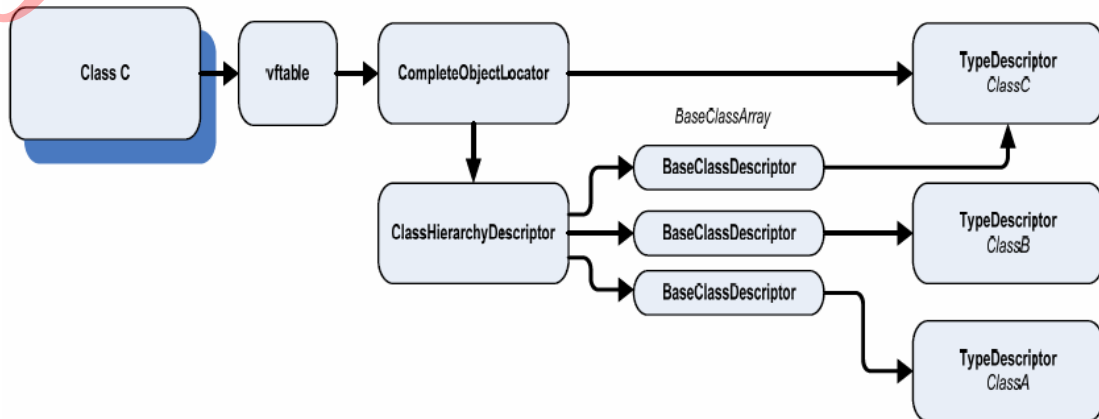 Class C
vftable
CompleteObjectLocator
TypeDescriptor
ClassC
BaseClassArray
BaseClassDescriptor
ClassHierarchyDescriptor
BaseClassDescriptor
TypeDescriptor
ClassB
BaseClassDescriptor
TypeDescriptor
ClassA